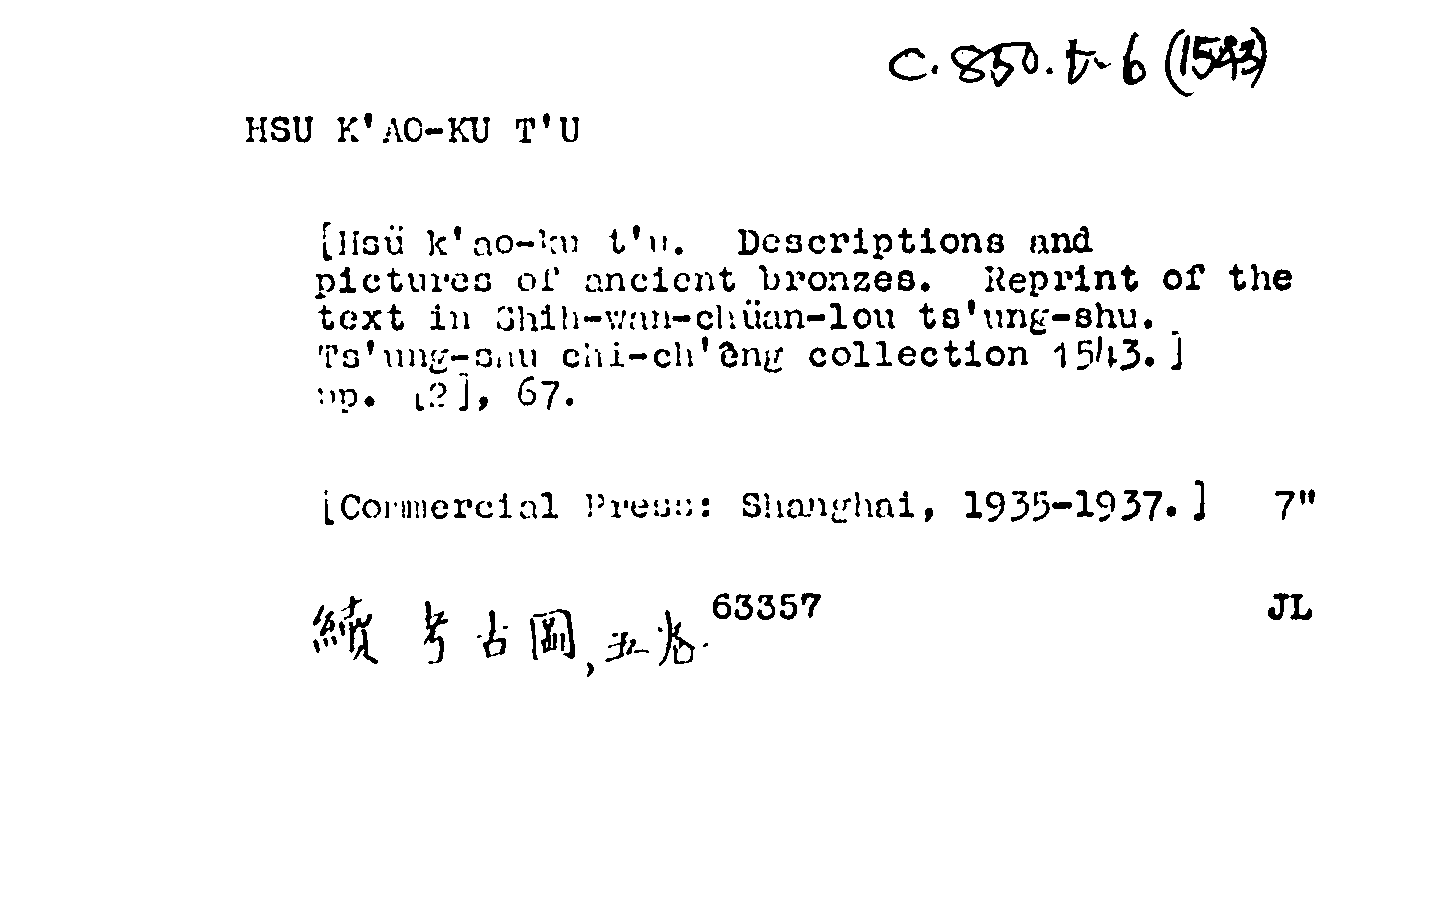 C. 850. t. 6 (1543)
HSU K'AO-KU T'U
[Hsü k'ao-ku t'u. Descriptions and
pictures of ancient bronzes. Reprint of the
text in Shih-wan-chüan-lou ts'ung-shu.
Ts'ung-shu chi-ch'êng collection 1543.]
pp. [2], 67.
[Commercial Press: Shanghai, 1935-1937.] 7"
63357 JL
續考古圖, 五卷.